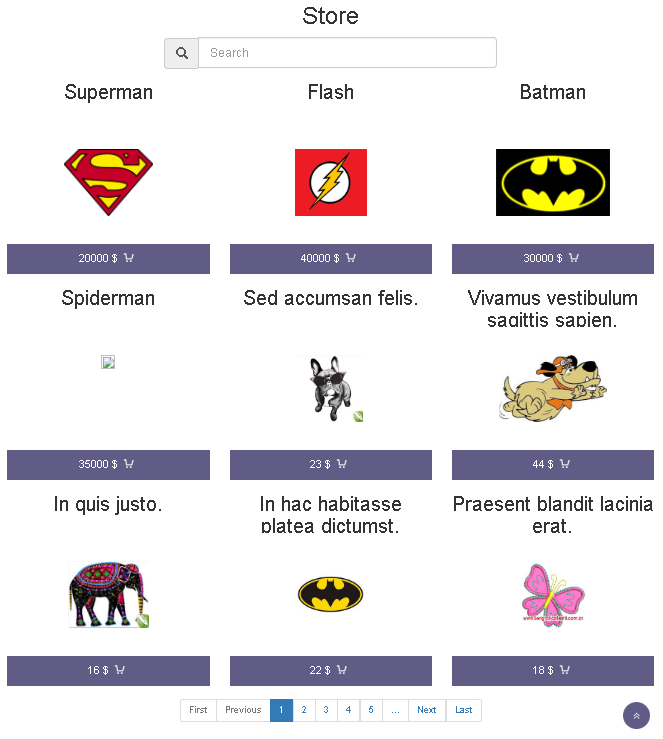 Store
Search
Superman
Flash
Batman
20000 $
40000 $
30000 $
Spiderman
Sed accumsan felis.
Vivamus vestibulum
sagittis sapien.
35000 $
23 $
44 $
In quis justo.
In hac habitasse
platea dictumst.
Praesent blandit lacinia
erat.
16 $
22 $
18 $
First Previous 1 2 3 4 5 ... Next Last